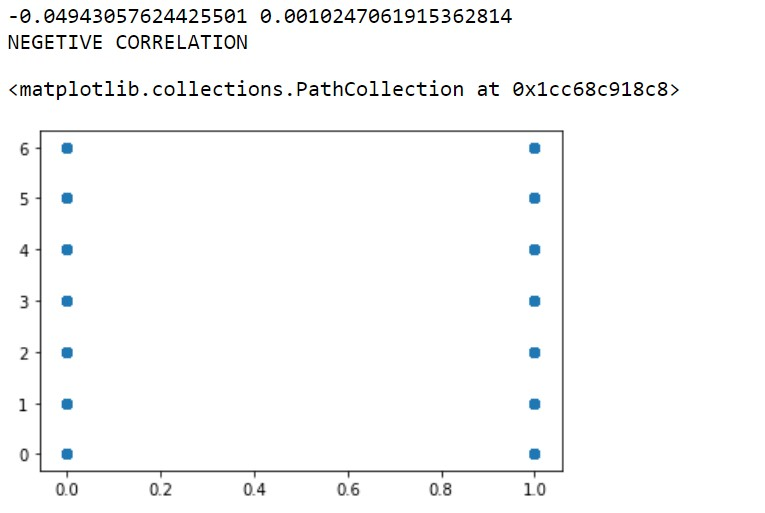 -0.04943057624425501 0.0010247061915362814
NEGETIVE CORRELATION
<matplotlib.collections.PathCollection at 0x1cc68c918c8>
6
5
4
3
2
1
0
0.0 0.2 0.4 0.6 0.8 1.0